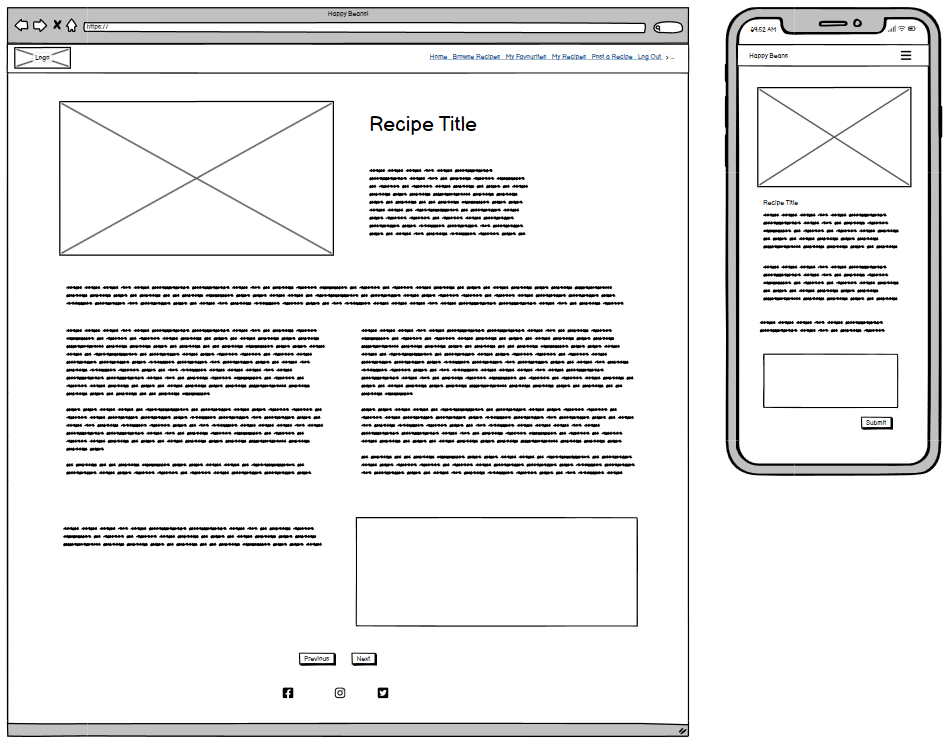 Happy Beans!
https://
Logo
Home Browse Recipes My Favourites My Recipes Post a Recipe Log Out > ...
Recipe Title
Previous Next
09:52 AM
Happy Beans
Recipe Title
Submit